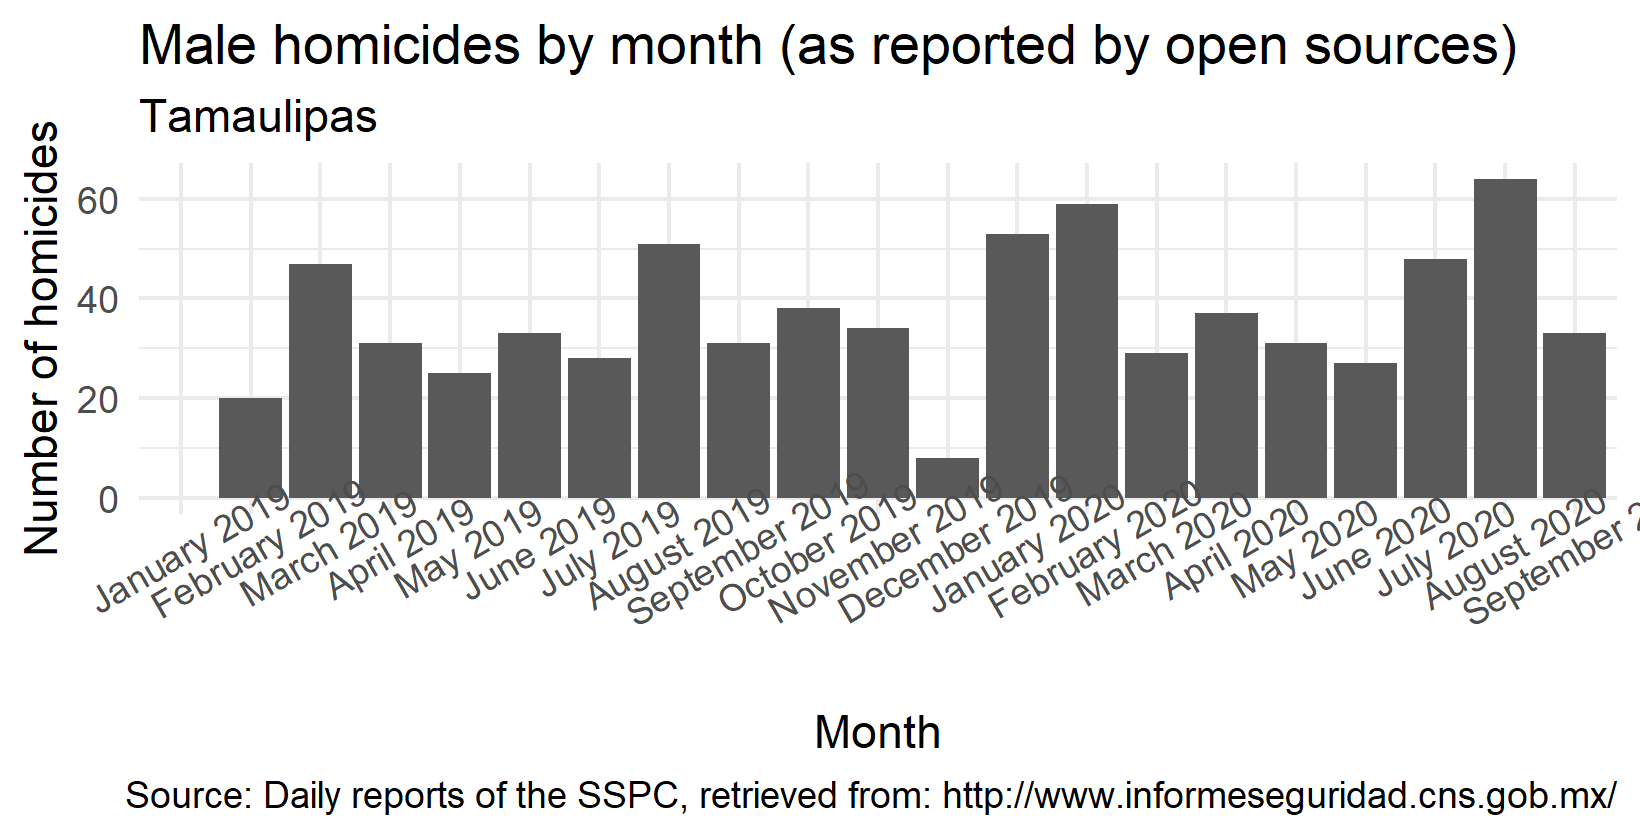 Male homicides by month (as reported by open sources)
Tamaulipas
Number of homicides
60
40
20
0
January 2019
February 2019
March 2019
April 2019
May 2019
June 2019
July 2019
August 2019
September 2019
October 2019
November 2019
December 2019
January 2020
February 2020
March 2020
April 2020
May 2020
June 2020
July 2020
August 2020
September 2
Month
Source: Daily reports of the SSPC, retrieved from: http://www.informeseguridad.cns.gob.mx/